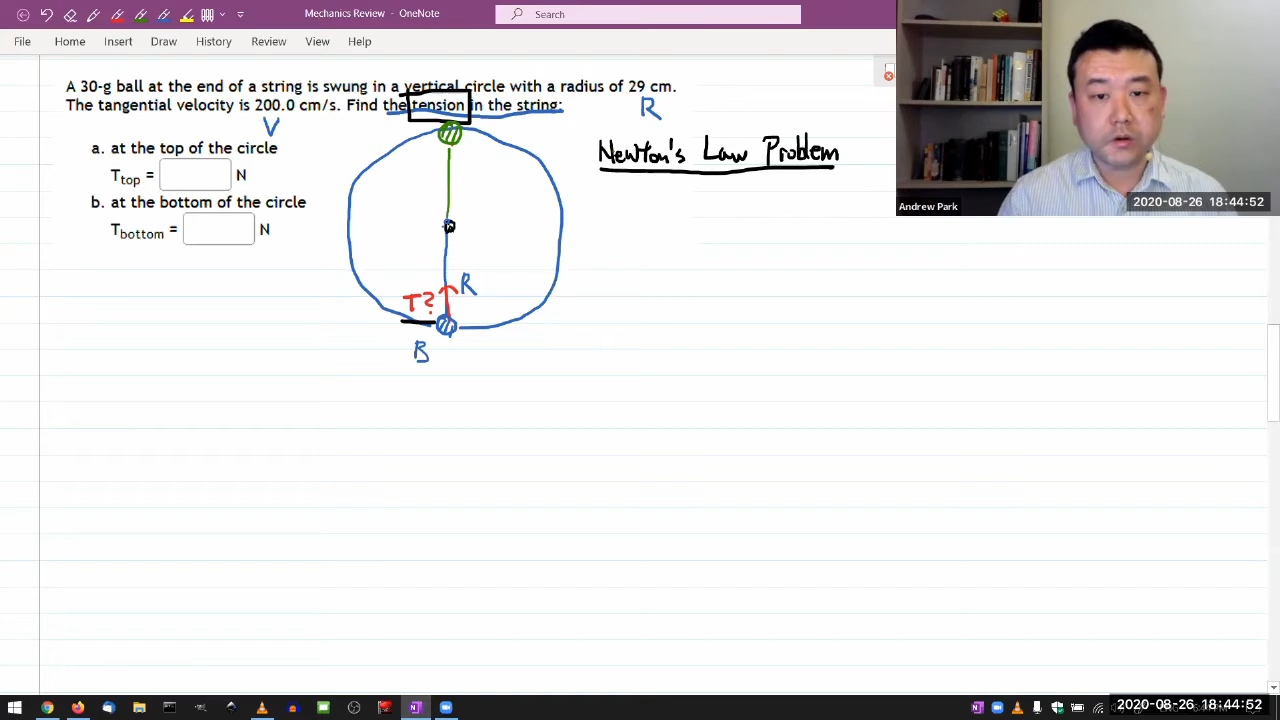 Mechanics Review - OneNote
Search
File Home Insert Draw History Review View Help
A 30-g ball at the end of a string is swung in a vertical circle with a radius of 29 cm.
The tangential velocity is 200.0 cm/s. Find the tension in the string:
R
V
a. at the top of the circle
Newton's Law Problem
Ttop = N
b. at the bottom of the circle
Tbottom = N
R
T?
B
Andrew Park
2020-08-26 18:44:52
2020-08-26 18:44:52